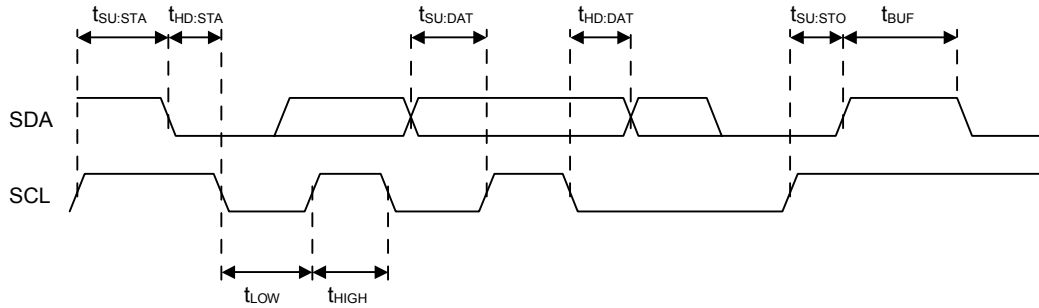 tSU:STA tHD:STA tSU:DAT tHD:DAT tSU:STO tBUF
SDA
SCL
tLOW tHIGH